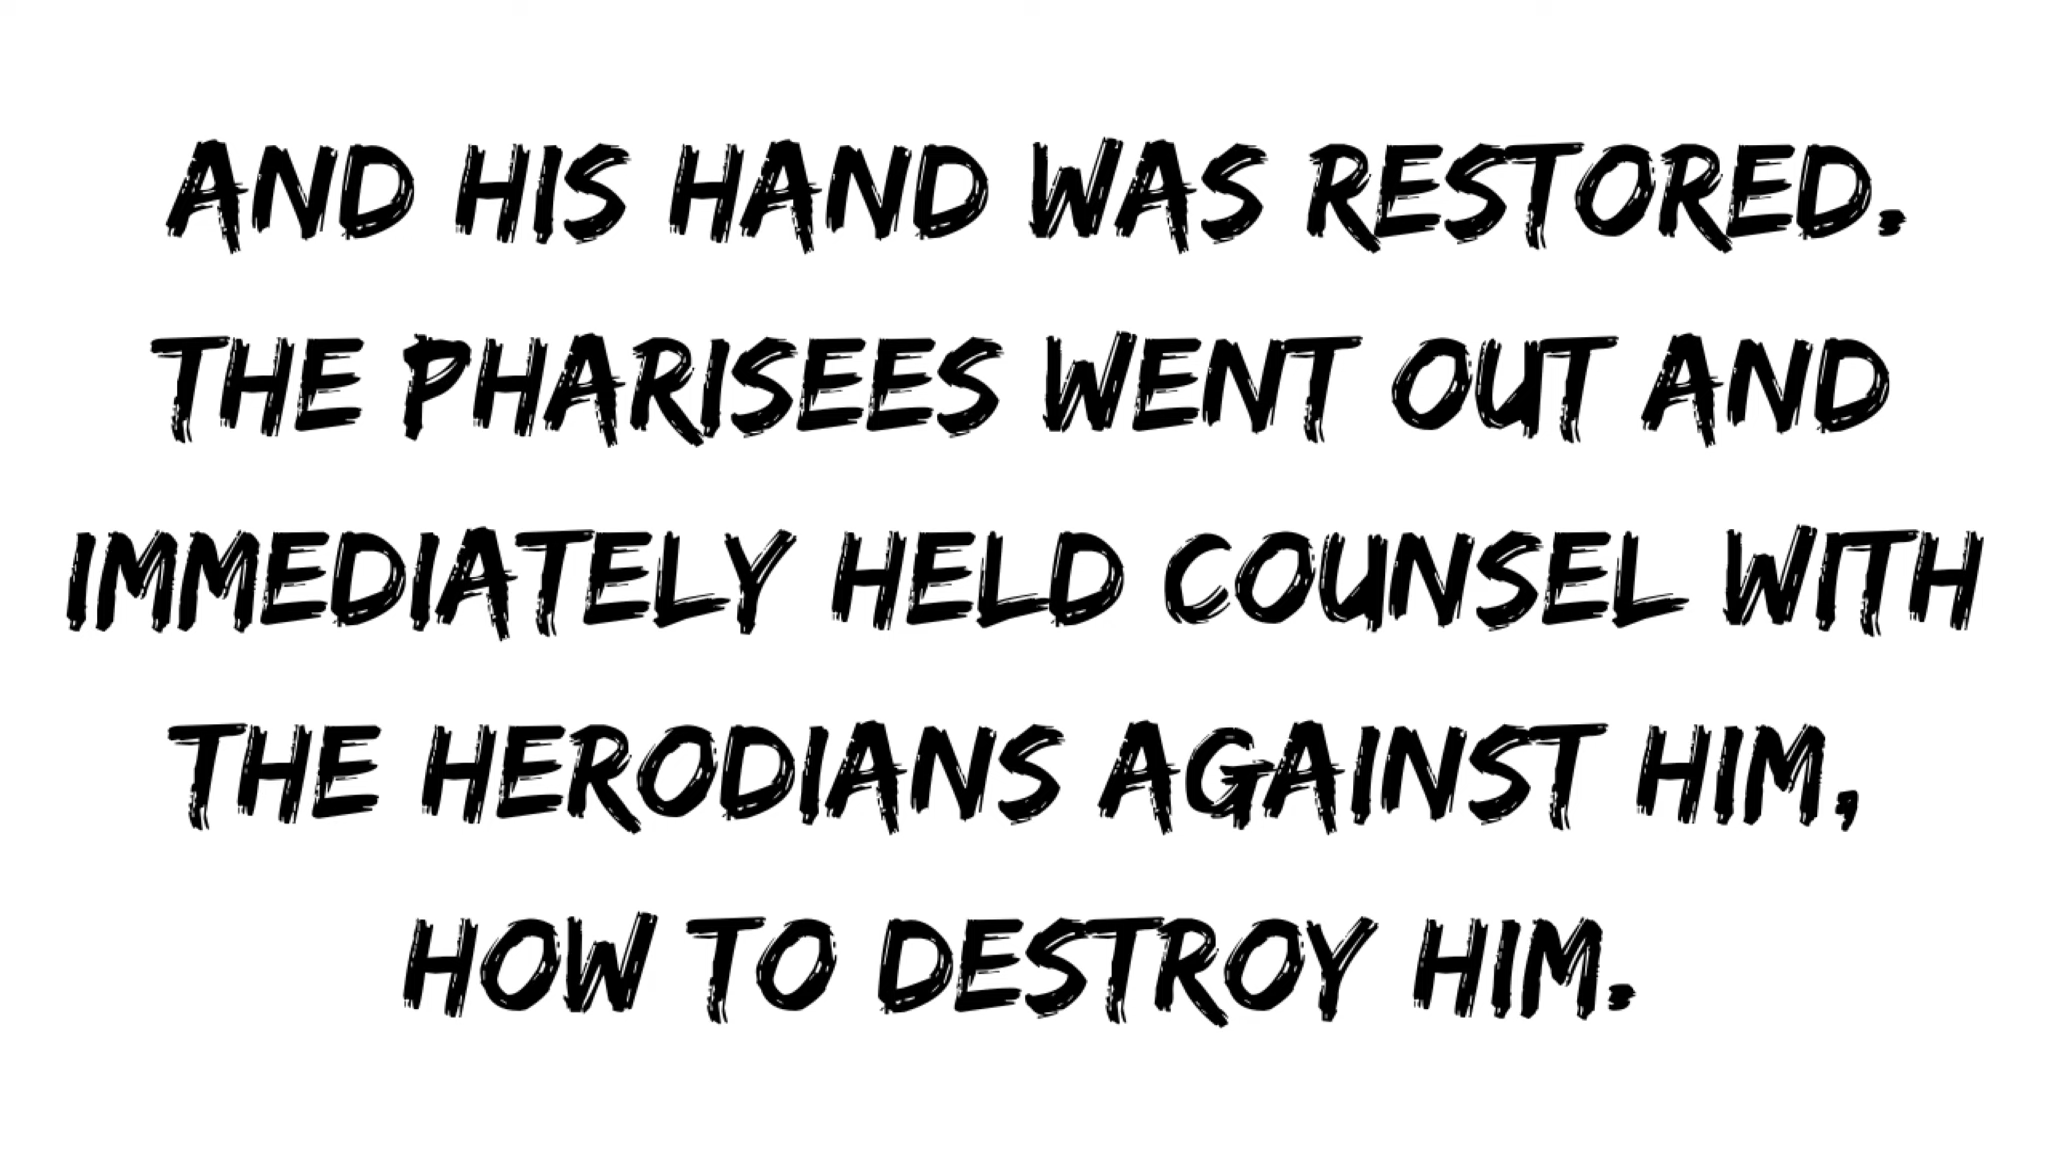 AND HIS HAND WAS RESTORED.
THE PHARISEES WENT OUT AND
IMMEDIATELY HELD COUNSEL WITH
THE HERODIANS AGAINST HIM,
HOW TO DESTROY HIM.